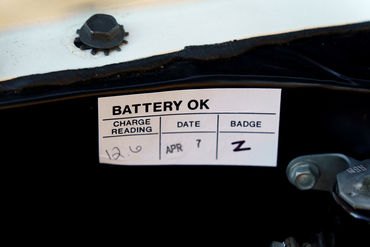 BATTERY OK
CHARGE READING DATE BADGE
12.6 APR 7 Z